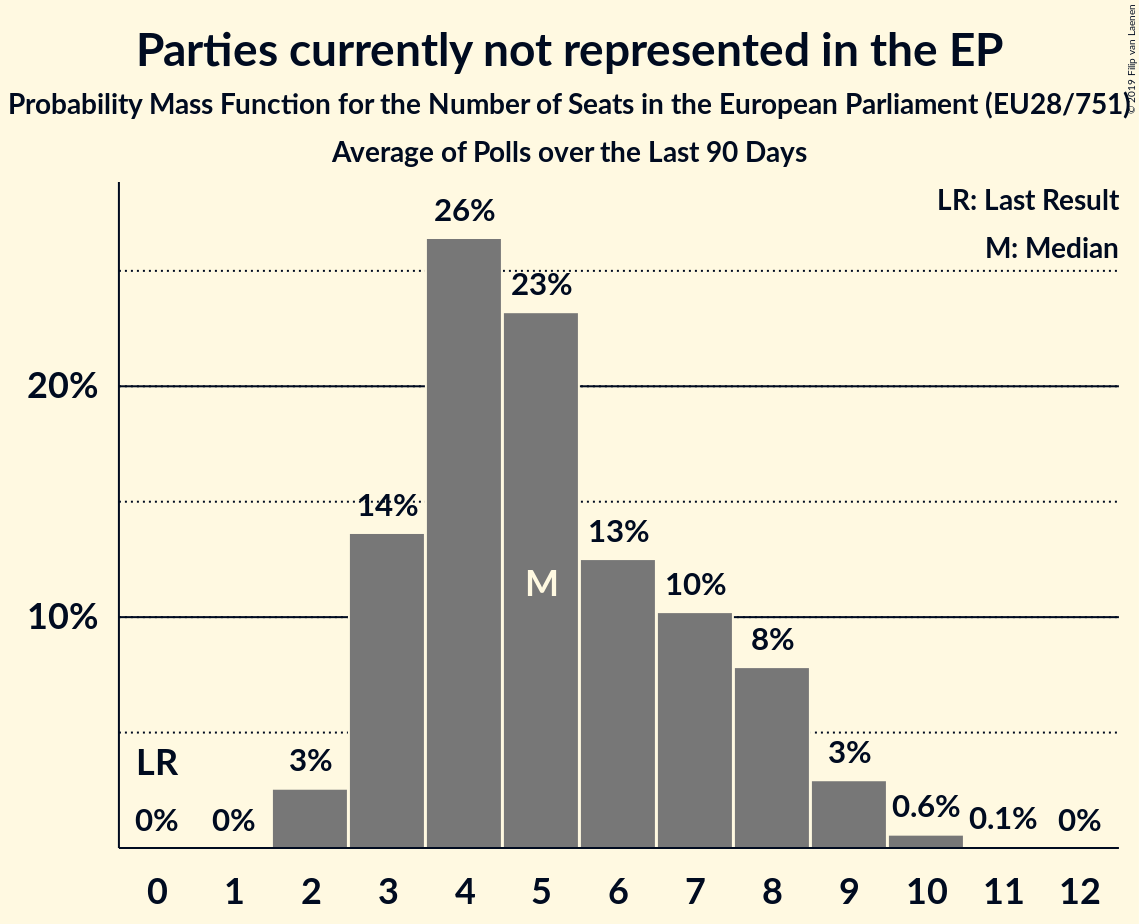 Parties currently not represented in the EP
Probability Mass Function for the Number of Seats in the European Parliament (EU28/751)
Average of Polls over the Last 90 Days
© 2019 Filip van Laenen
LR: Last Result
M: Median
26%
23%
20%
14%
13%
M
10%
10%
8%
LR
3%
3%
0%
0%
0.6%
0.1%
0%
0 1 2 3 4 5 6 7 8 9 10 11 12